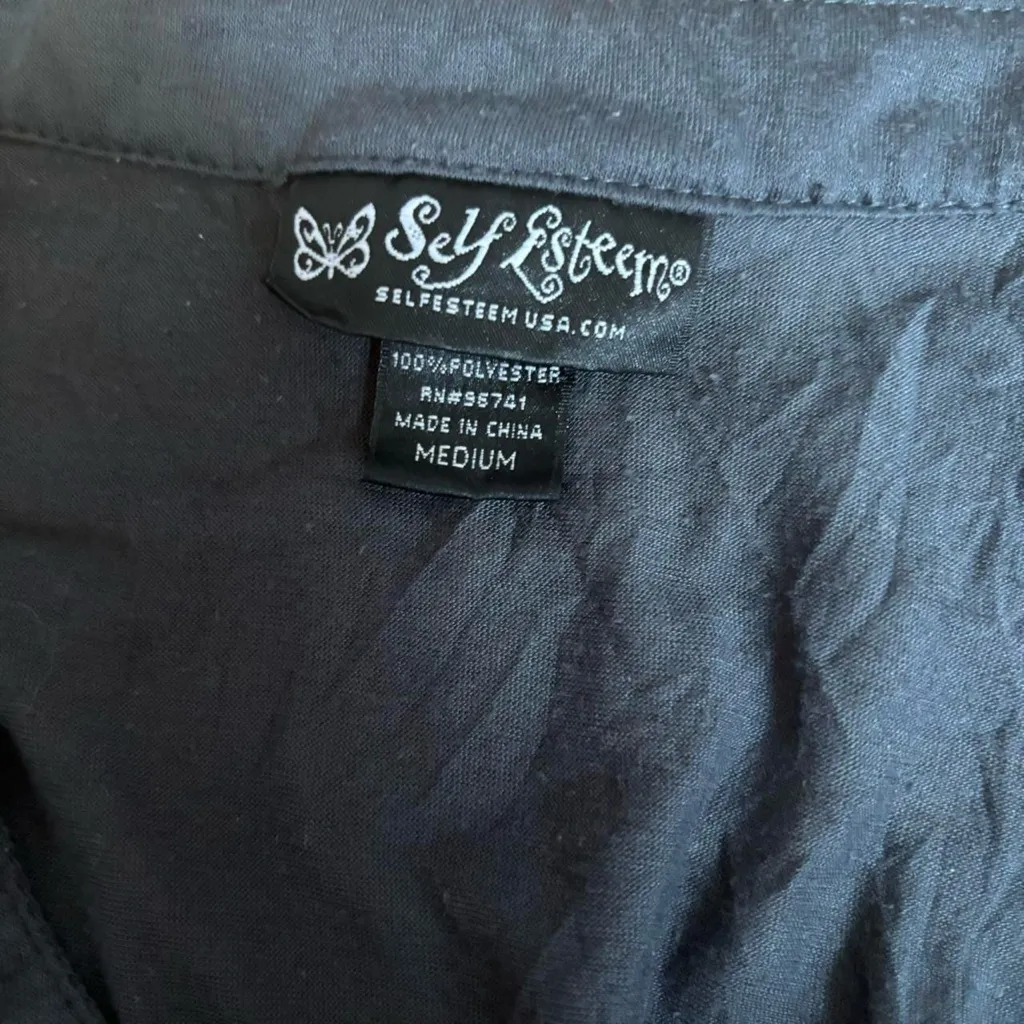 Self Esteem®
SELFESTEEMUSA.COM
100%POLYESTER
RN#96741
MADE IN CHINA
MEDIUM